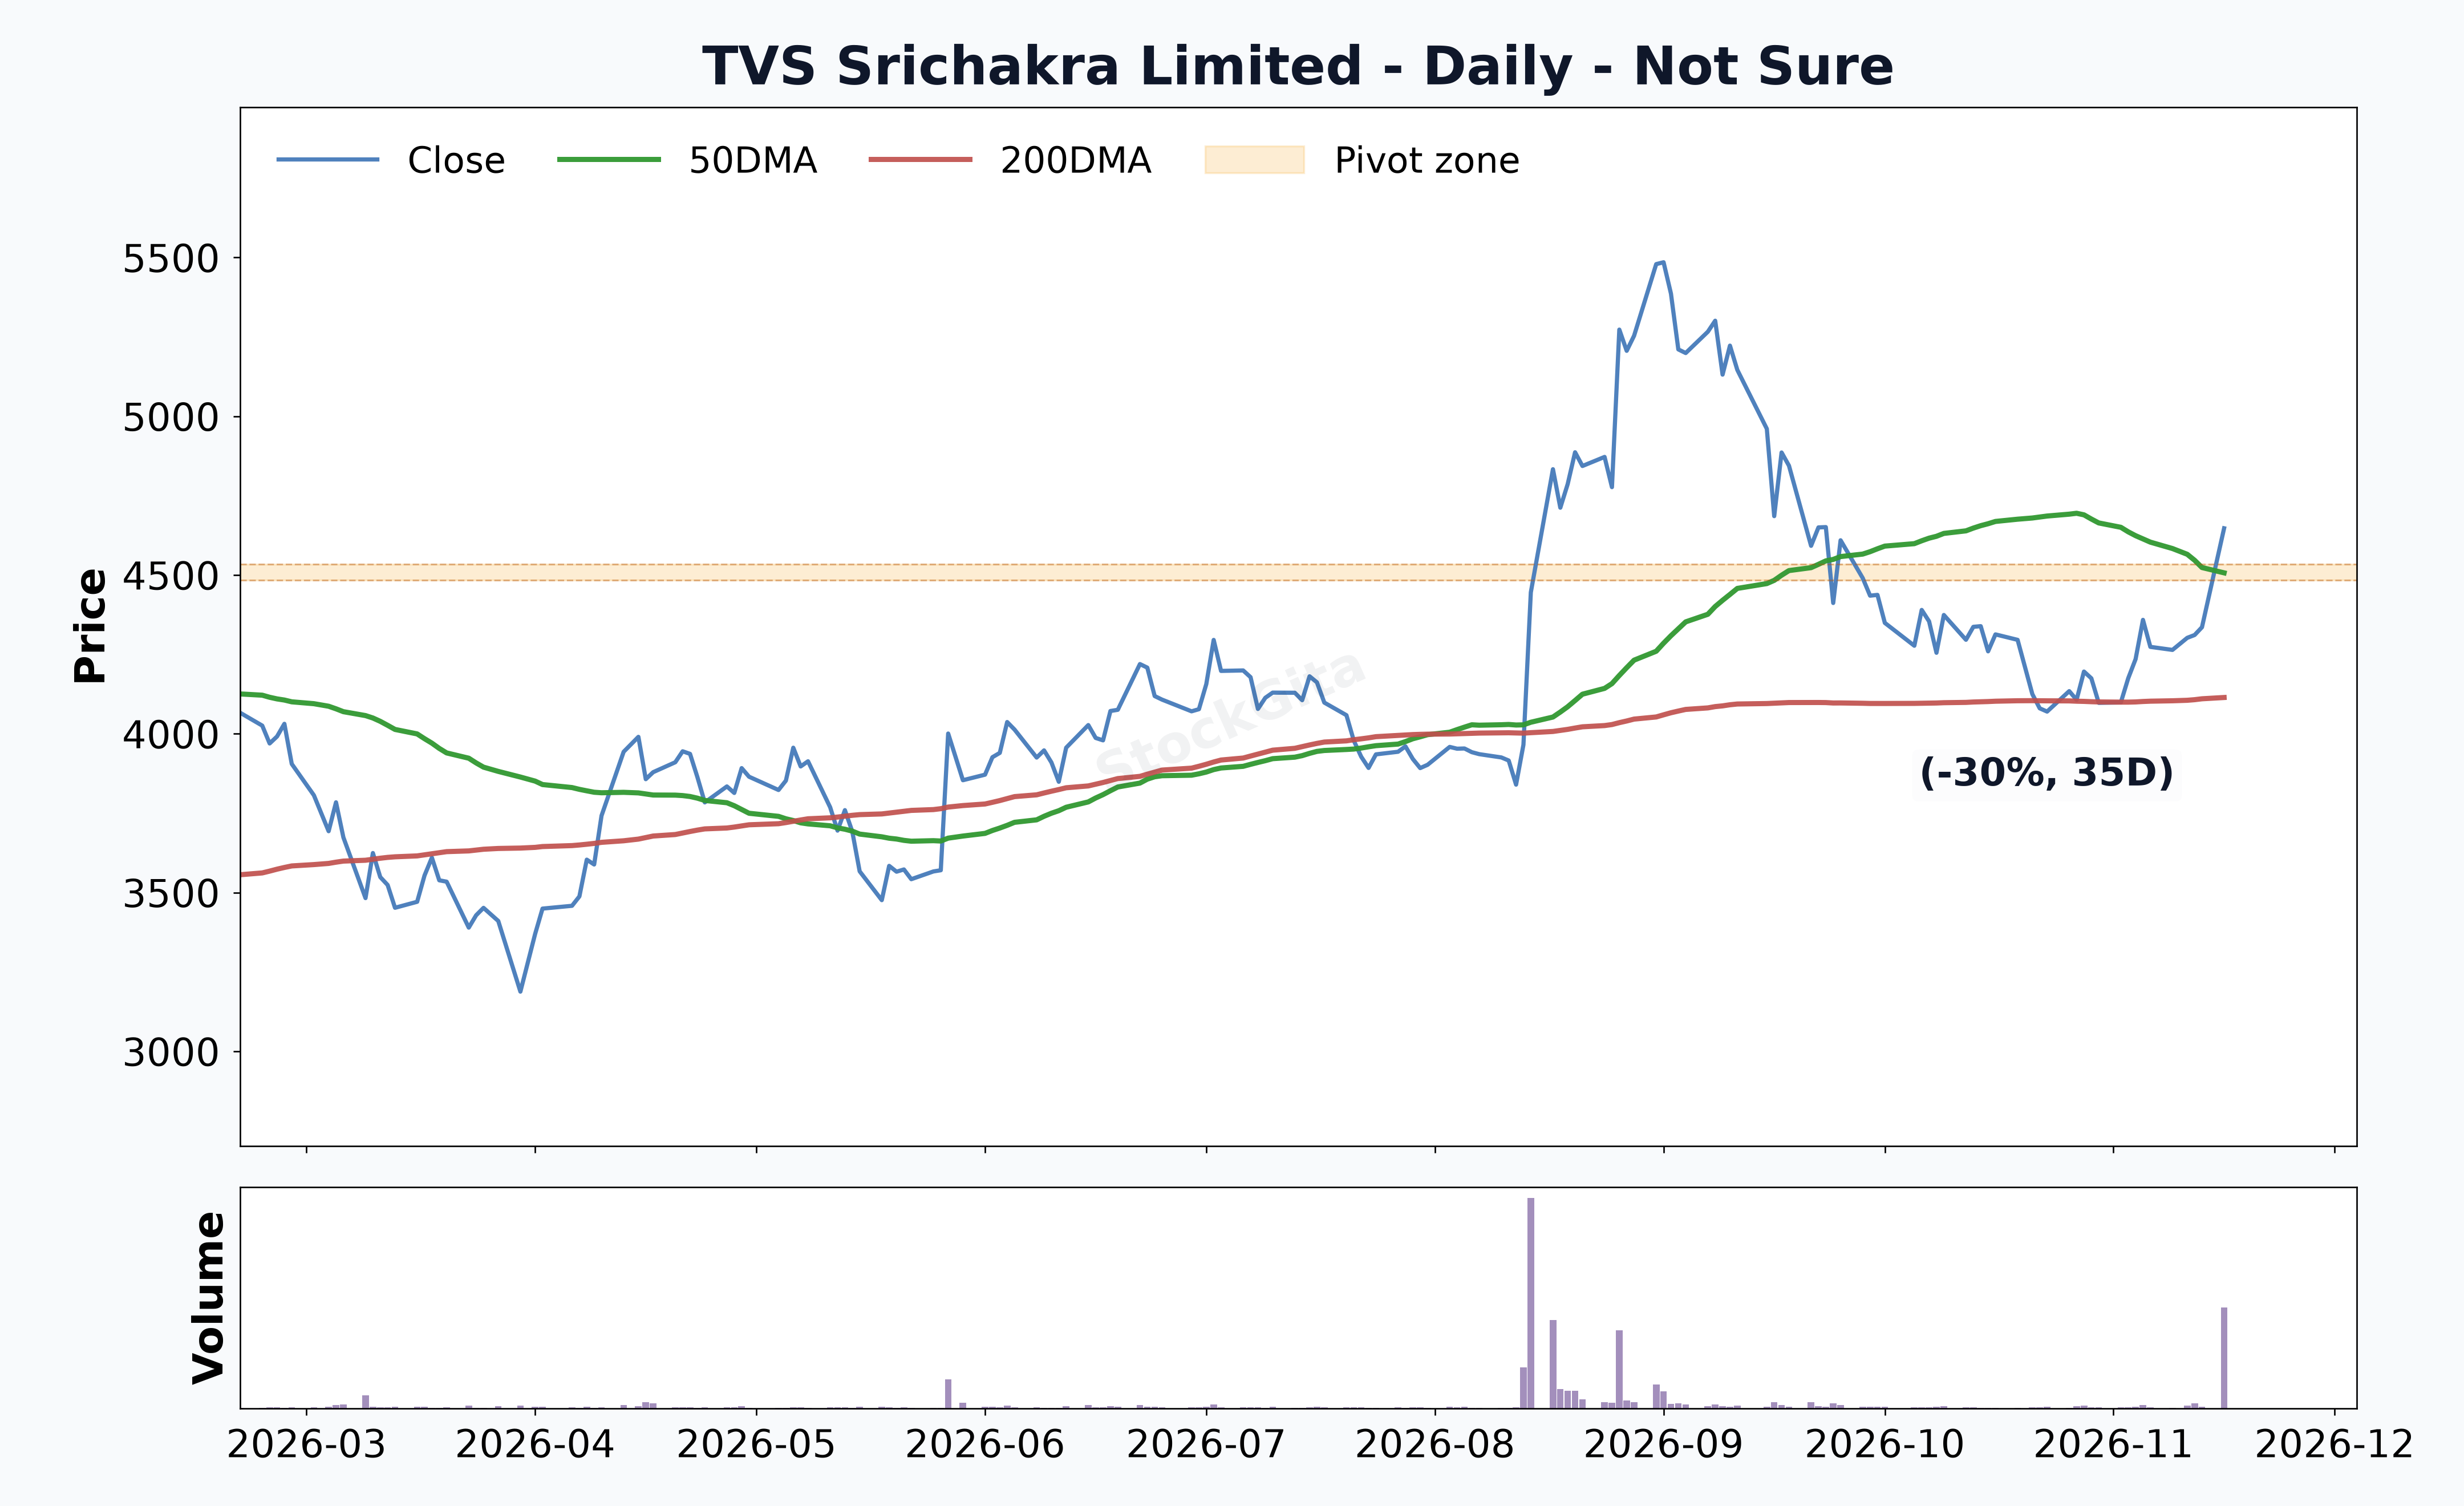 TVS Srichakra Limited - Daily - Not Sure
Close 50DMA 200DMA Pivot zone
Price
5500
5000
4500
4000
3500
3000
StockGita
(-30%, 35D)
Volume
2026-03 2026-04 2026-05 2026-06 2026-07 2026-08 2026-09 2026-10 2026-11 2026-12